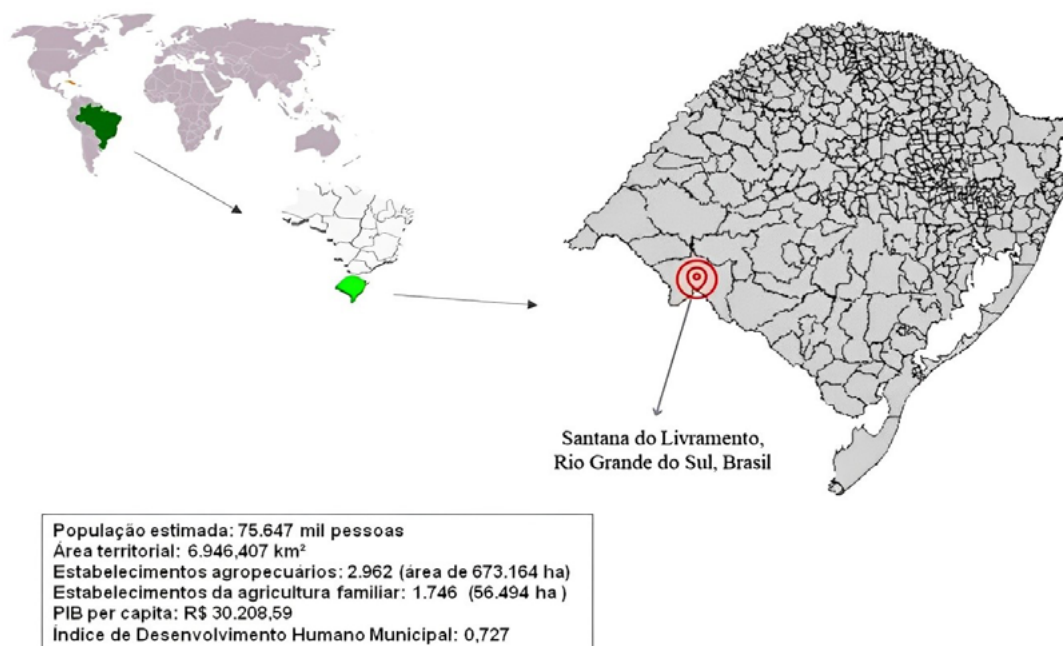 Santana do Livramento,
Rio Grande do Sul, Brasil
População estimada: 75.647 mil pessoas
Área territorial: 6.946,407 km²
Estabelecimentos agropecuários: 2.962 (área de 673.164 ha)
Estabelecimentos da agricultura familiar: 1.746 (56.494 ha )
PIB per capita: R$ 30.208,59
Índice de Desenvolvimento Humano Municipal: 0,727